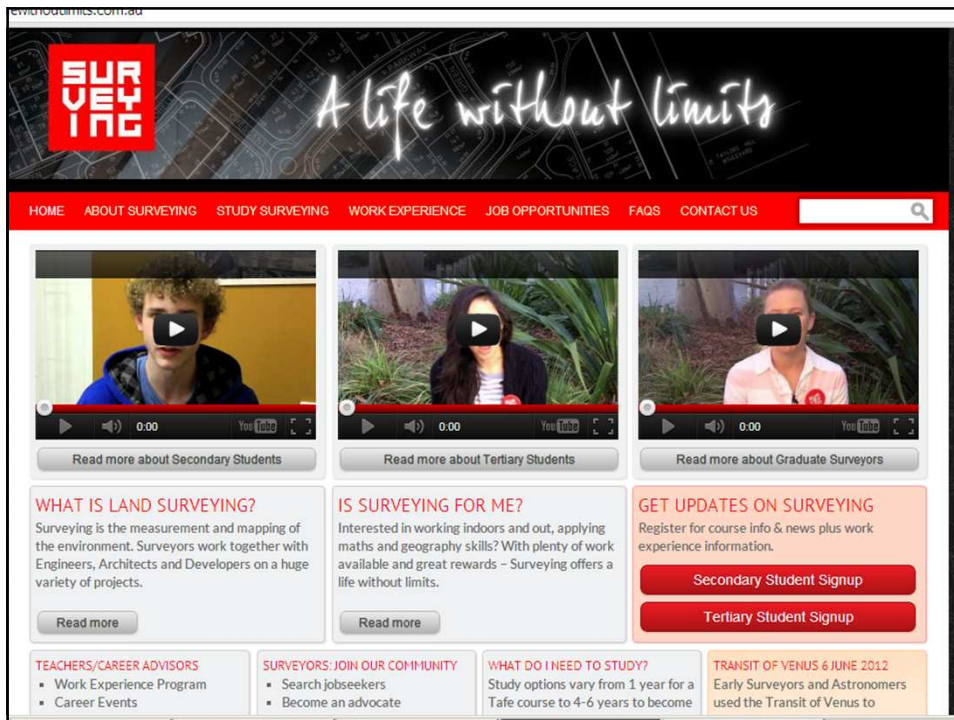 ewithoutlimits.com.au
SUR
VEY
ING
A life without limits
HOME ABOUT SURVEYING STUDY SURVEYING WORK EXPERIENCE JOB OPPORTUNITIES FAQS CONTACT US
0:00 YouTube
0:00 YouTube
0:00 YouTube
Read more about Secondary Students
Read more about Tertiary Students
Read more about Graduate Surveyors
WHAT IS LAND SURVEYING?
Surveying is the measurement and mapping of
the environment. Surveyors work together with
Engineers, Architects and Developers on a huge
variety of projects.
Read more
IS SURVEYING FOR ME?
Interested in working indoors and out, applying
maths and geography skills? With plenty of work
available and great rewards – Surveying offers a
life without limits.
Read more
GET UPDATES ON SURVEYING
Register for course info & news plus work
experience information.
Secondary Student Signup
Tertiary Student Signup
TEACHERS/CAREER ADVISORS
▪ Work Experience Program
▪ Career Events
SURVEYORS: JOIN OUR COMMUNITY
▪ Search jobseekers
▪ Become an advocate
WHAT DO I NEED TO STUDY?
Study options vary from 1 year for a
Tafe course to 4-6 years to become
TRANSIT OF VENUS 6 JUNE 2012
Early Surveyors and Astronomers
used the Transit of Venus to